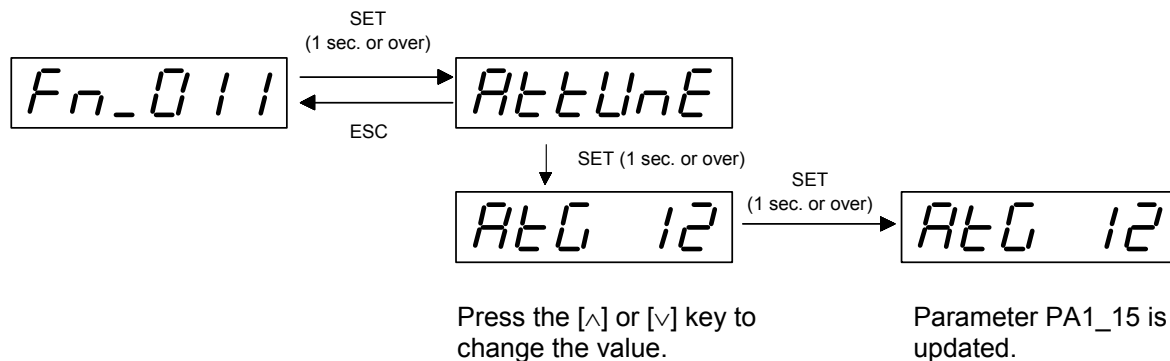 SET
(1 sec. or over)
Fn_011
AttUnE
ESC
SET (1 sec. or over)
SET
(1 sec. or over)
AtG 12
AtG 12
Press the [∧] or [∨] key to
change the value.
Parameter PA1_15 is
updated.